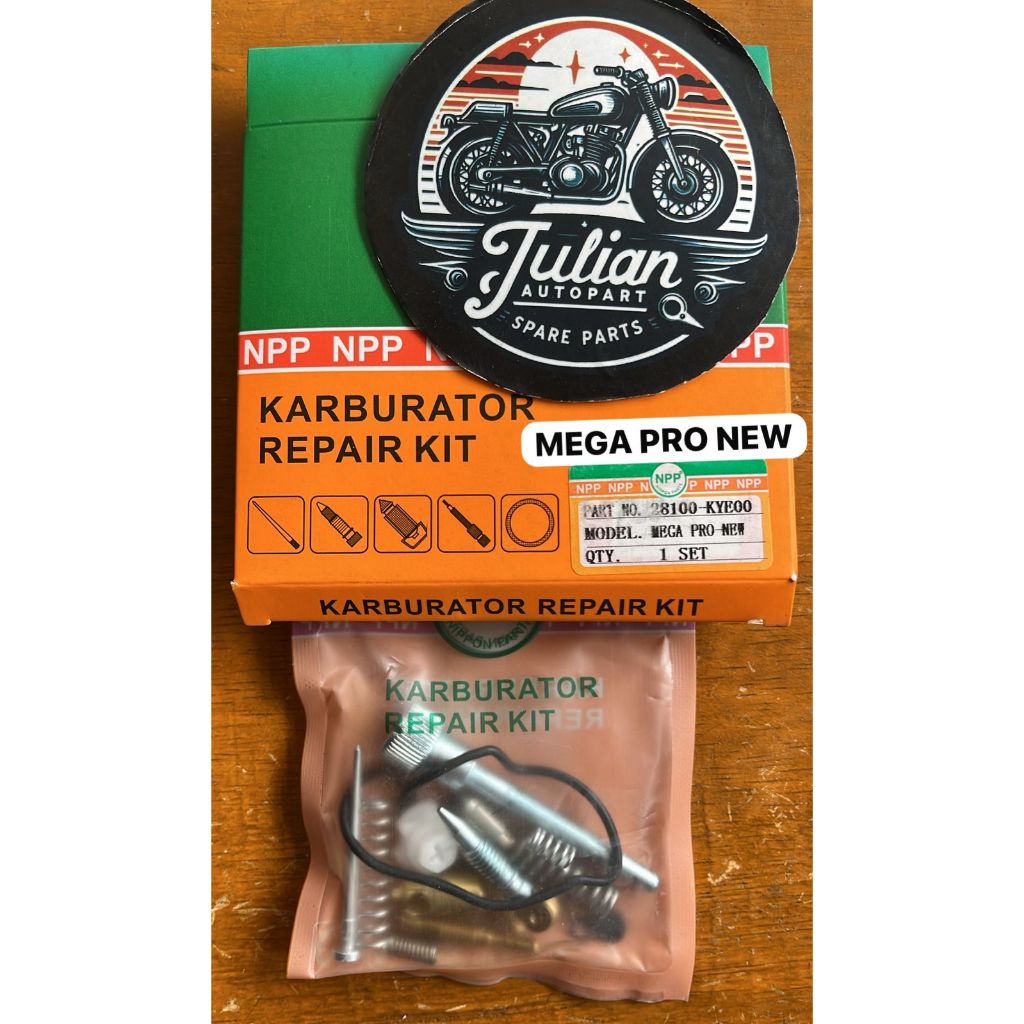 Julian
AUTOPART
SPARE PARTS
NPP NPP N
PP
KARBURATOR
REPAIR KIT
MEGA PRO NEW
NPP
NPP NPP N P NPP NPP
PART NO. 28100-KYE00
MODEL. MEGA PRO-NEW
QTY. 1 SET
KARBURATOR REPAIR KIT
KARBURATOR
REPAIR KIT